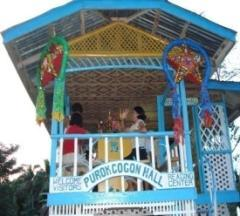 PUROK COGON HALL
WELCOME
VISITORS
READING
CENTER